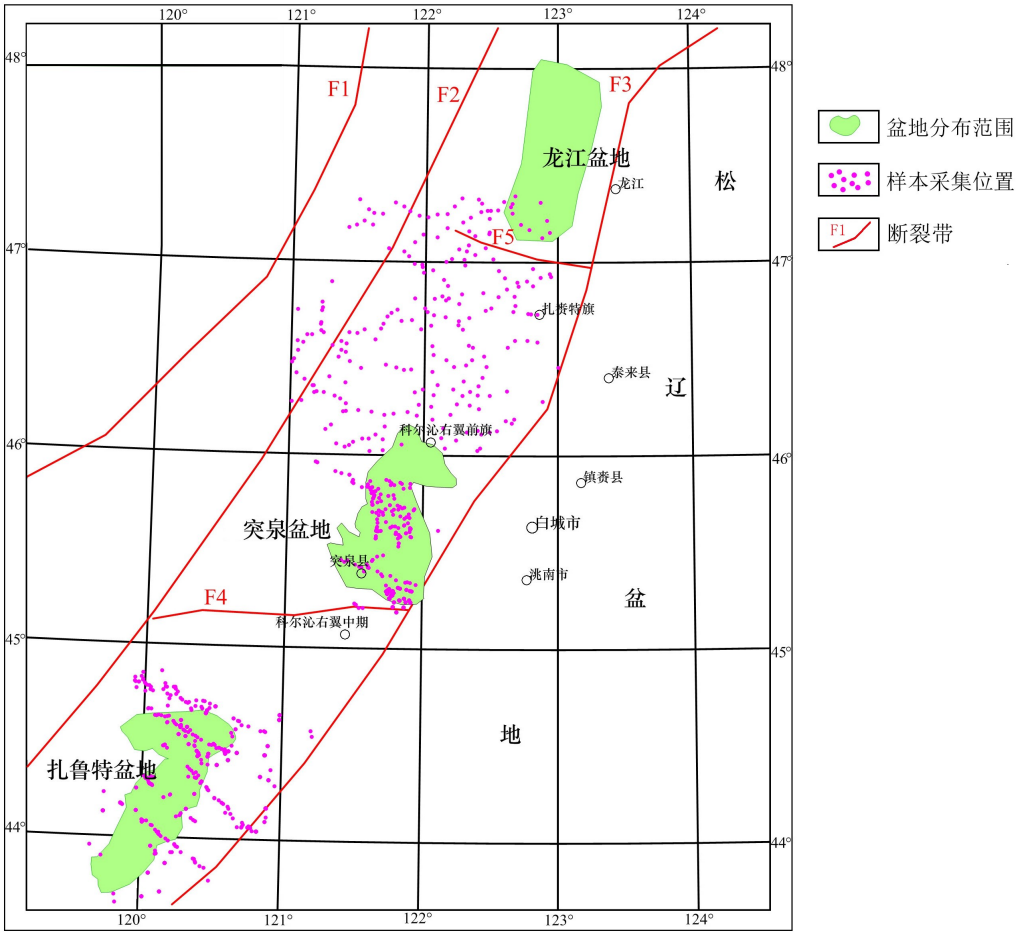 120° 121° 122° 123° 124°
48° 48°
F1 F2 F3
盆地分布范围
龙江盆地
样本采集位置
松
龙江
F1
断裂带
F5
47° 47°
扎赉特旗
泰来县
辽
科尔沁右翼前旗
46° 46°
镇赉县
突泉盆地
白城市
突泉县
洮南市
F4
盆
科尔沁右翼中期
45° 45°
地
扎鲁特盆地
44° 44°
120° 121° 122° 123° 124°